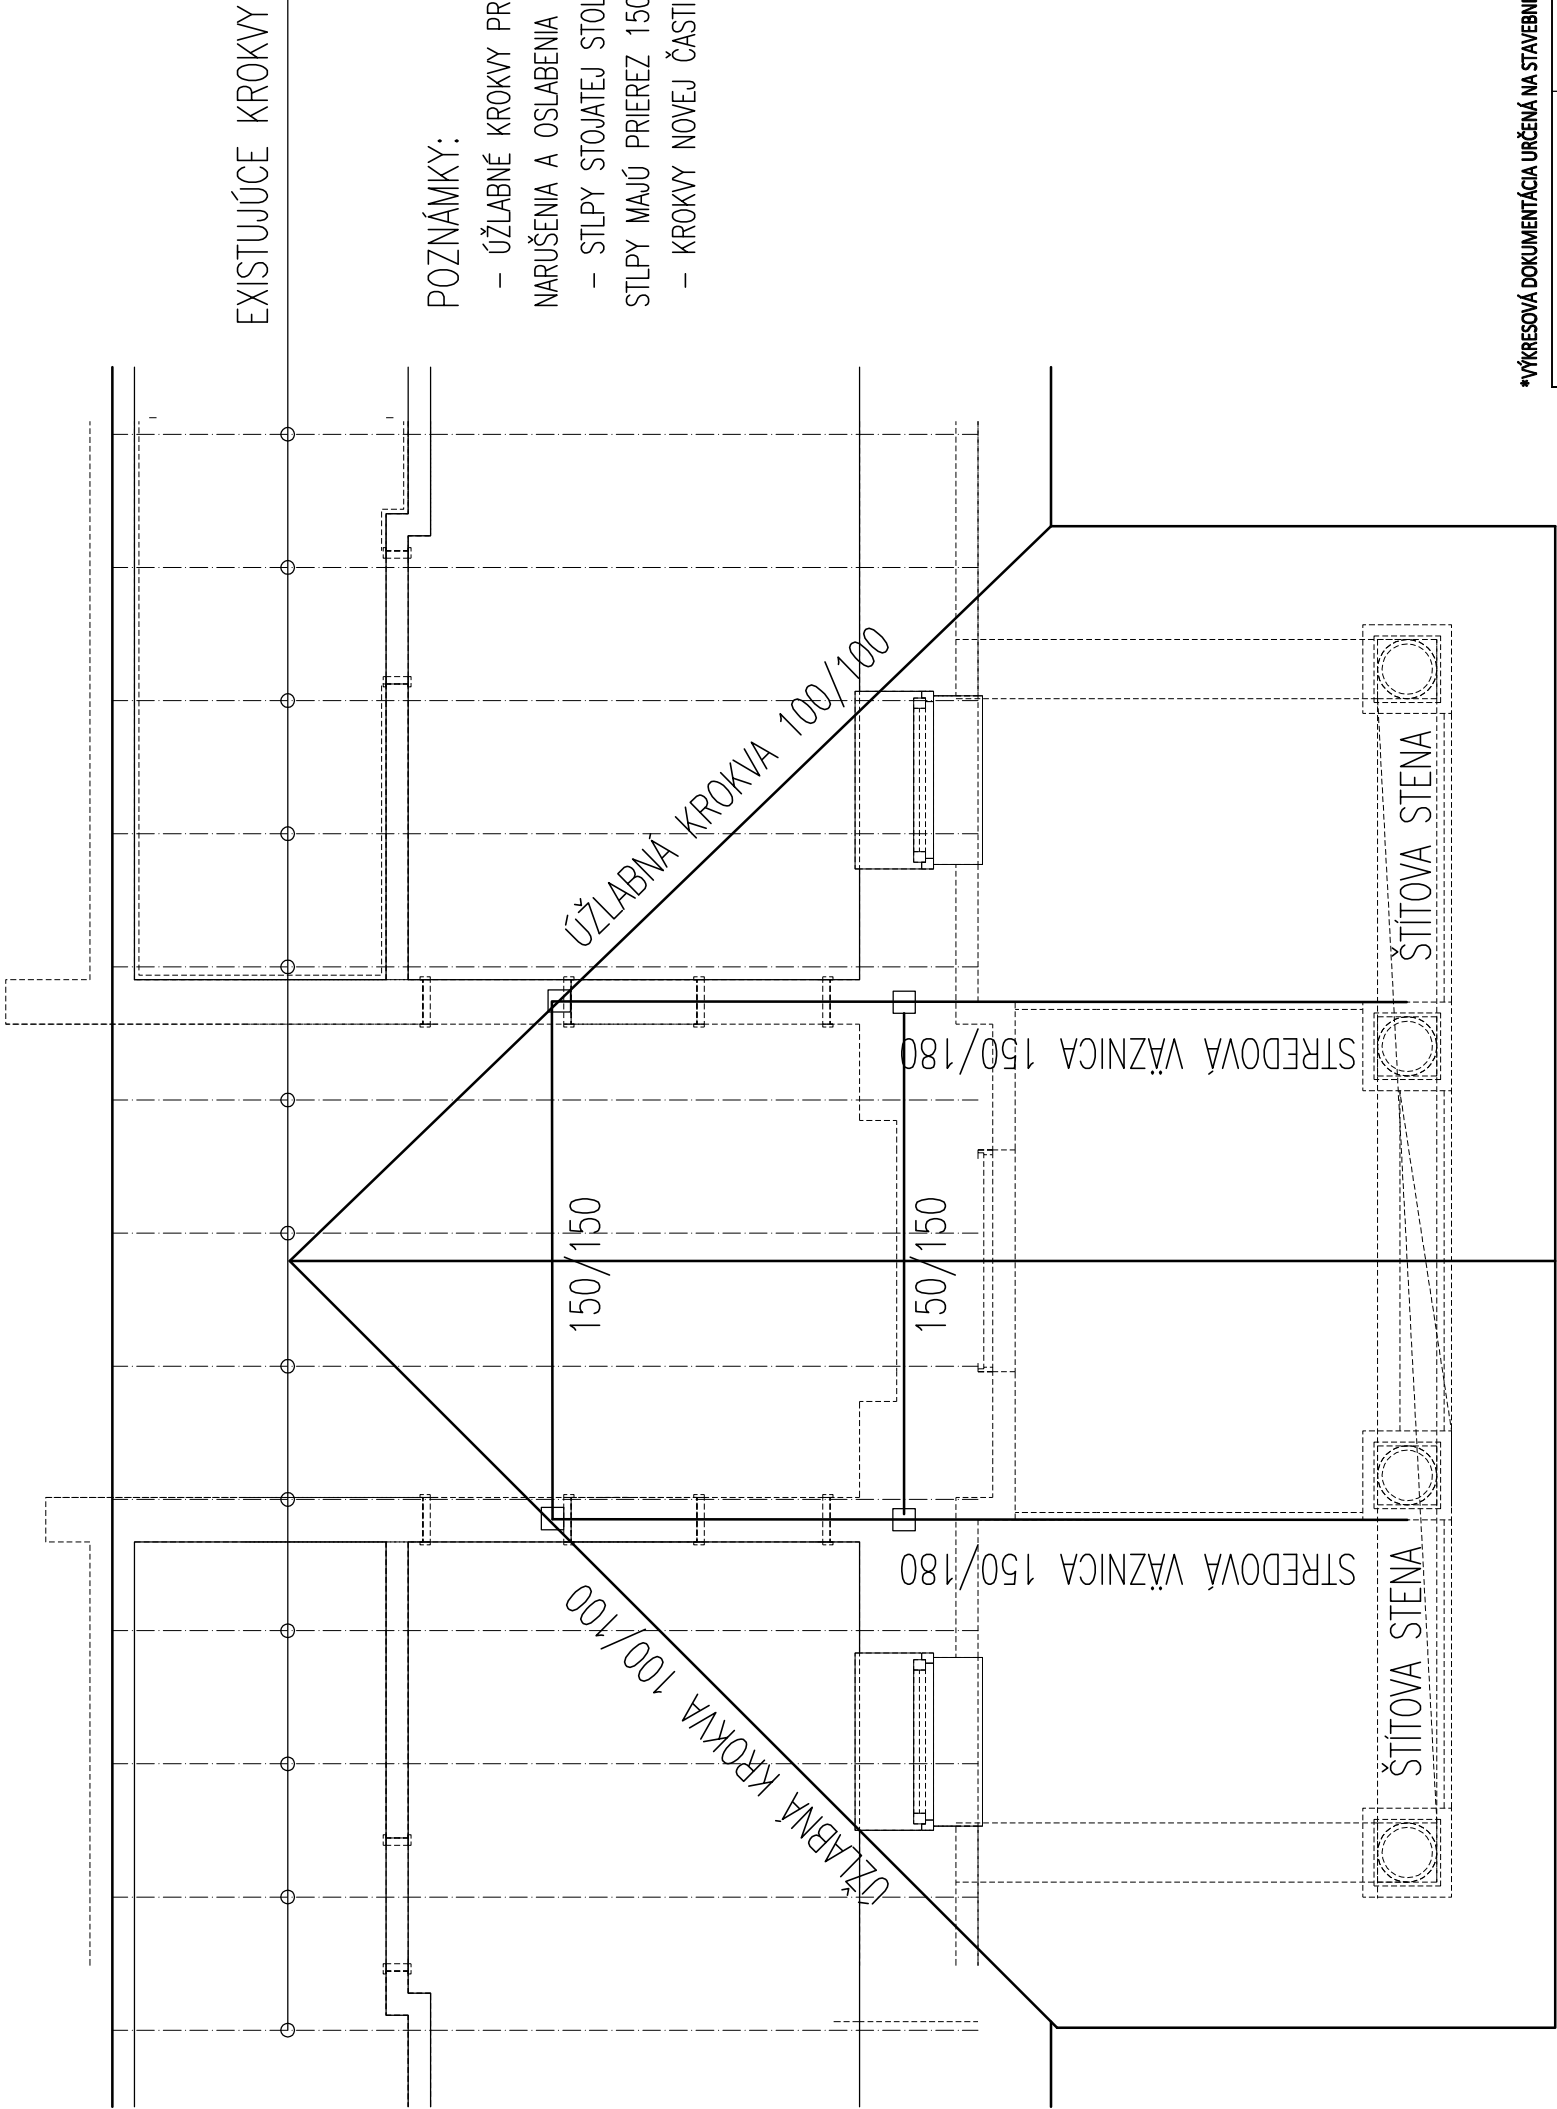 EXISTUJÚCE KROKVY
POZNÁMKY:
- ÚŽLABNÉ KROKVY PR
NARUŠENIA A OSLABENIA
- STLPY STOJATEJ STOL
STLPY MAJÚ PRIEREZ 150
- KROKVY NOVEJ ČASTI
ÚŽLABNÁ KROKVA 100/100
ÚŽLABNÁ KROKVA 100/100
150/150
150/150
STREDOVÁ VÄZNICA 150/180
STREDOVÁ VÄZNICA 150/180
ŠTÍTOVA STENA
ŠTÍTOVA STENA
*VÝKRESOVÁ DOKUMENTÁCIA URČENÁ NA STAVEBN